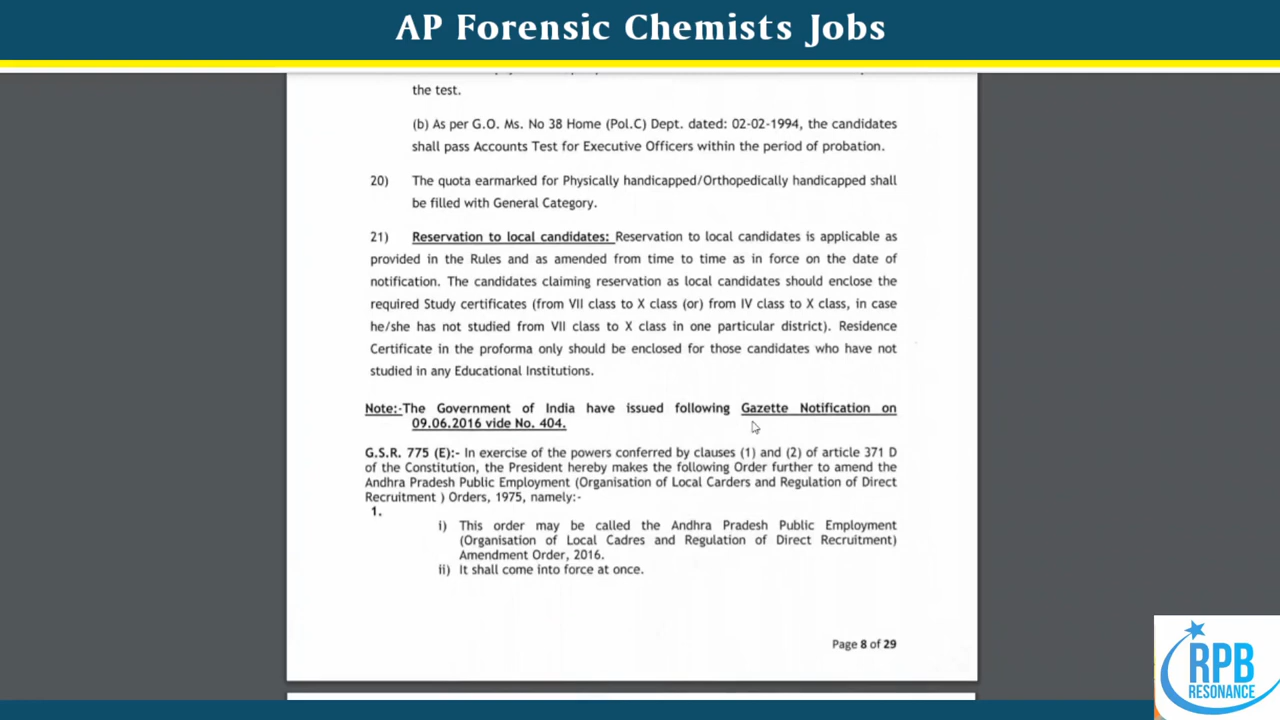 AP Forensic Chemists Jobs
the test.
(b) As per G.O. Ms. No 38 Home (Pol.C) Dept. dated: 02-02-1994, the candidates
shall pass Accounts Test for Executive Officers within the period of probation.
20) The quota earmarked for Physically handicapped/Orthopedically handicapped shall
be filled with General Category.
21) Reservation to local candidates: Reservation to local candidates is applicable as
provided in the Rules and as amended from time to time as in force on the date of
notification. The candidates claiming reservation as local candidates should enclose the
required Study certificates (from VII class to X class (or) from IV class to X class, in case
he/she has not studied from VII class to X class in one particular district). Residence
Certificate in the proforma only should be enclosed for those candidates who have not
studied in any Educational Institutions.
Note:-The Government of India have issued following Gazette Notification on
09.06.2016 vide No. 404.
G.S.R. 775 (E):- In exercise of the powers conferred by clauses (1) and (2) of article 371 D
of the Constitution, the President hereby makes the following Order further to amend the
Andhra Pradesh Public Employment (Organisation of Local Carders and Regulation of Direct
Recruitment ) Orders, 1975, namely:-
1.
i) This order may be called the Andhra Pradesh Public Employment
(Organisation of Local Cadres and Regulation of Direct Recruitment)
Amendment Order, 2016.
ii) It shall come into force at once.
Page 8 of 29
RPB
RESONANCE